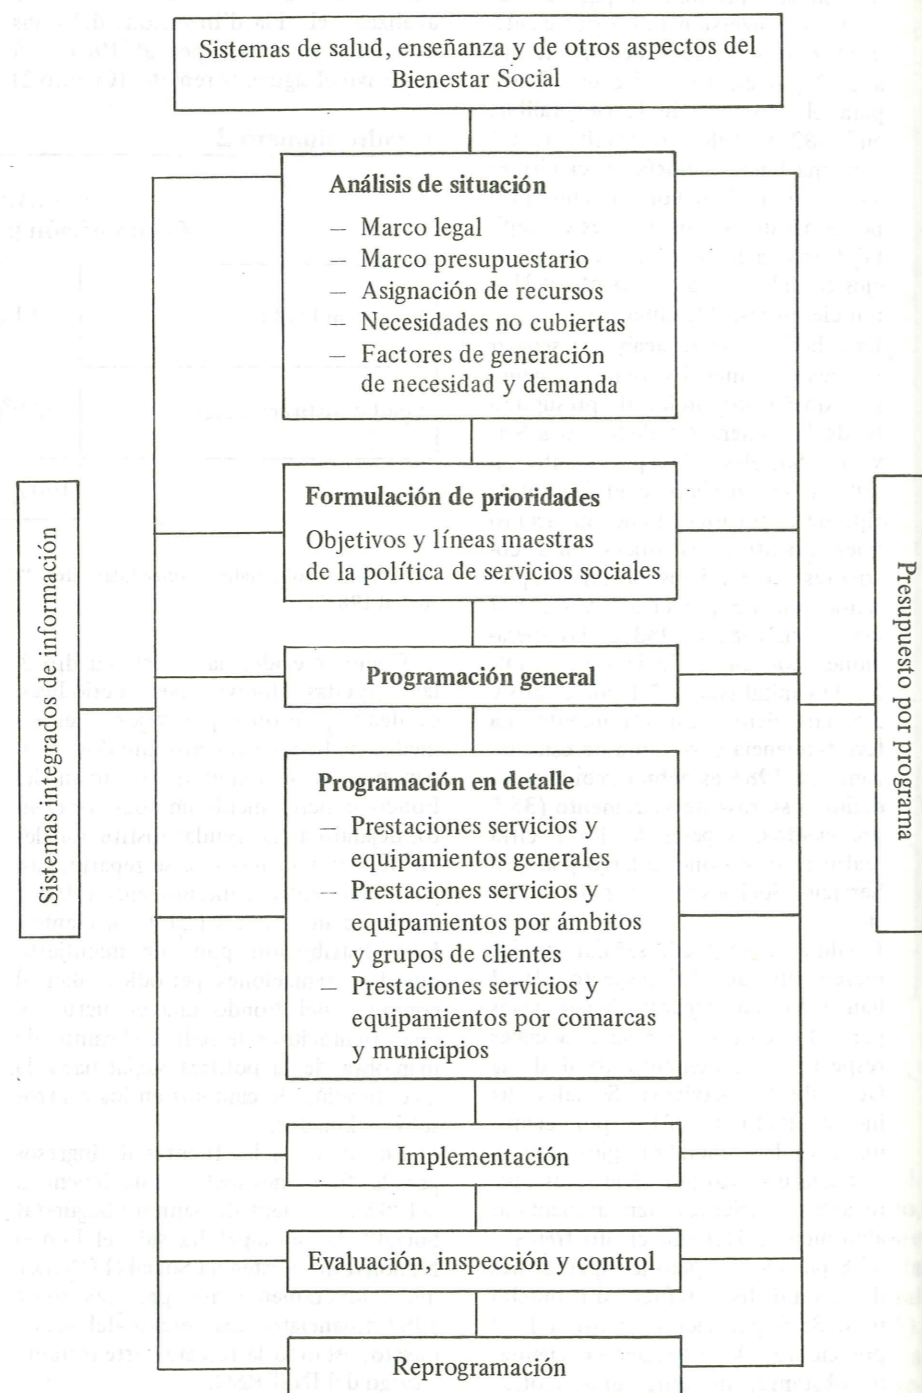 Sistemas de salud, enseñanza y de otros aspectos del
Bienestar Social
Análisis de situación
— Marco legal
— Marco presupuestario
— Asignación de recursos
— Necesidades no cubiertas
— Factores de generación
de necesidad y demanda
Formulación de prioridades
Objetivos y líneas maestras
de la política de servicios sociales
Programación general
Programación en detalle
— Prestaciones servicios y
equipamientos generales
— Prestaciones servicios y
equipamientos por ámbitos
y grupos de clientes
— Prestaciones servicios y
equipamientos por comarcas
y municipios
Implementación
Evaluación, inspección y control
Reprogramación
Sistemas integrados de información
Presupuesto por programa